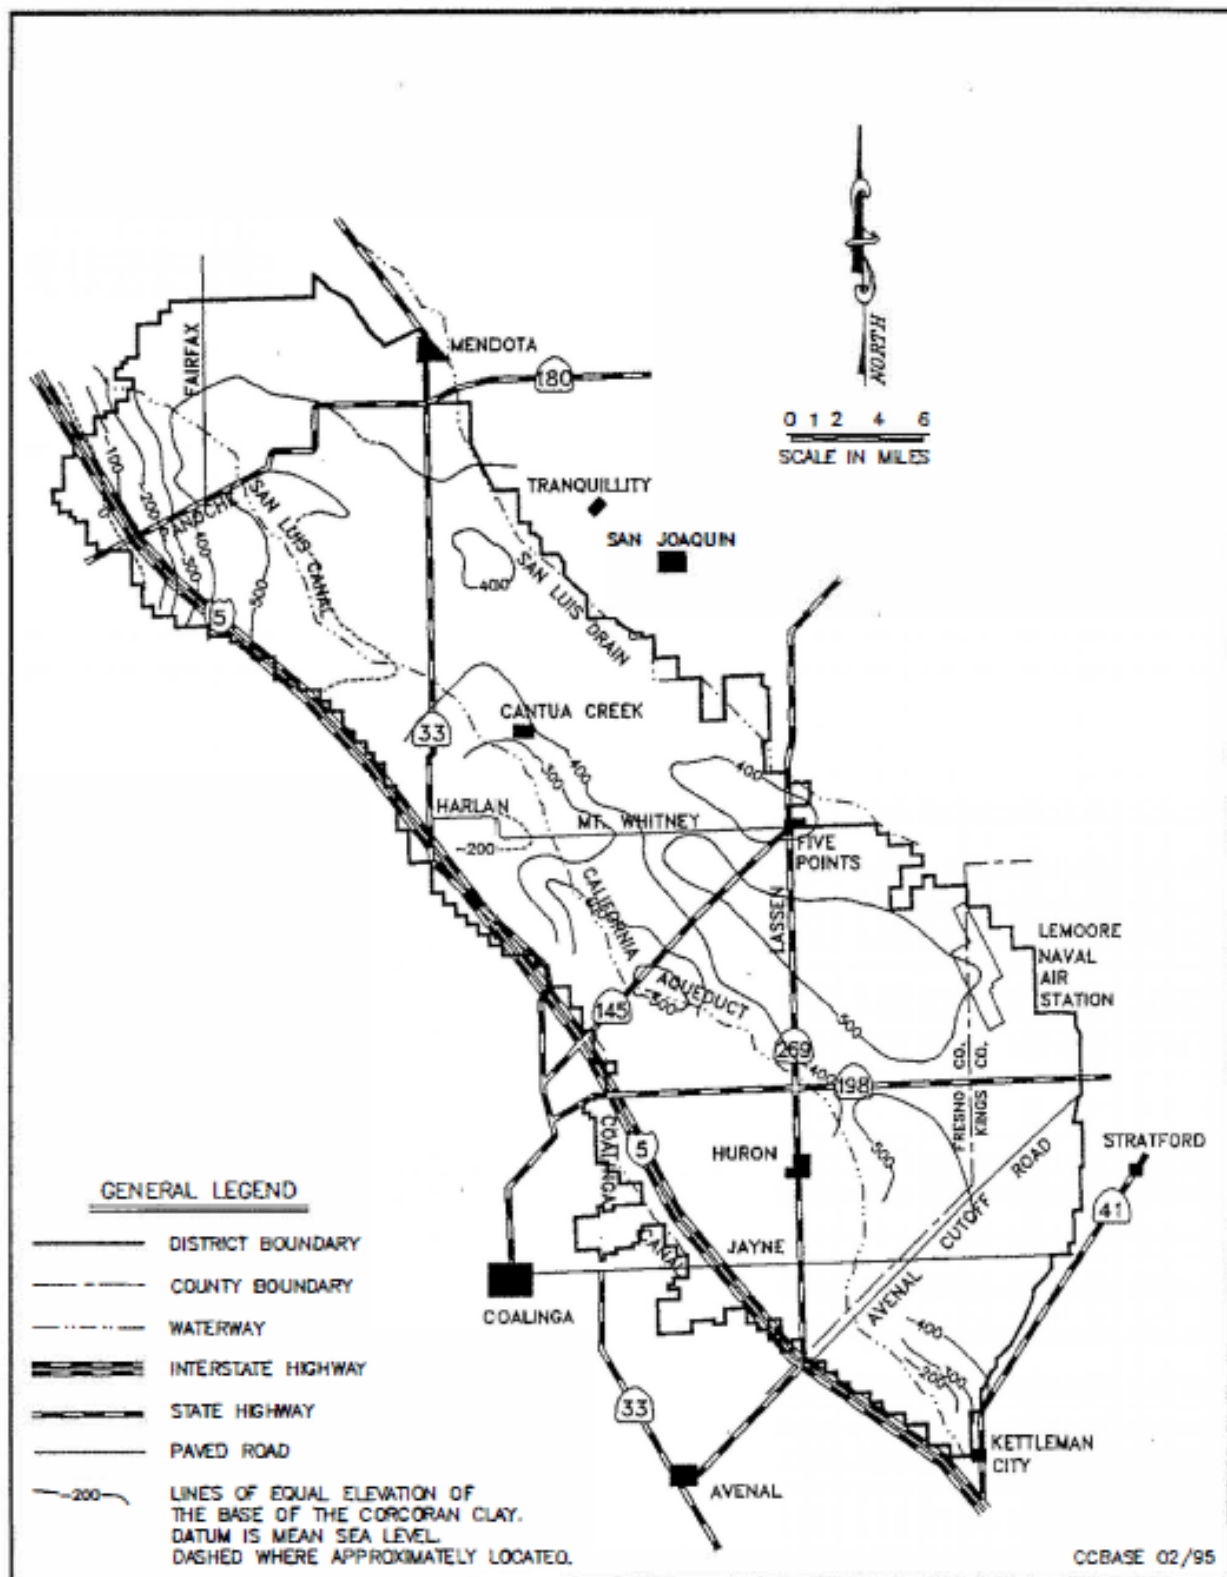 NORTH
0 1 2 4 6
SCALE IN MILES
FAIRFAX
MENDOTA
180
TRANQUILLITY
SAN JOAQUIN
-100
0
-200
-300
-400
-500
SAN LUIS CANAL
5
-400
SAN LUIS DRAIN
CANTUA CREEK
33
-300
-400
-400
HARLAN
MT. WHITNEY
-200
FIVE
POINTS
CALIFORNIA
AQUEDUCT
LASSEN
LEMOORE
NAVAL
AIR
STATION
145
-300
-500
269
-400
198
FRESNO CO.
KINGS CO.
COALINGA
CANAL
5
HURON
-500
STRATFORD
41
JAYNE
AVENAL CUTOFF ROAD
COALINGA
-400
-300
-200
33
AVENAL
KETTLEMAN
CITY
GENERAL LEGEND
DISTRICT BOUNDARY
COUNTY BOUNDARY
WATERWAY
INTERSTATE HIGHWAY
STATE HIGHWAY
PAVED ROAD
-200
LINES OF EQUAL ELEVATION OF
THE BASE OF THE CORCORAN CLAY.
DATUM IS MEAN SEA LEVEL.
DASHED WHERE APPROXIMATELY LOCATED.
CCBASE 02/95